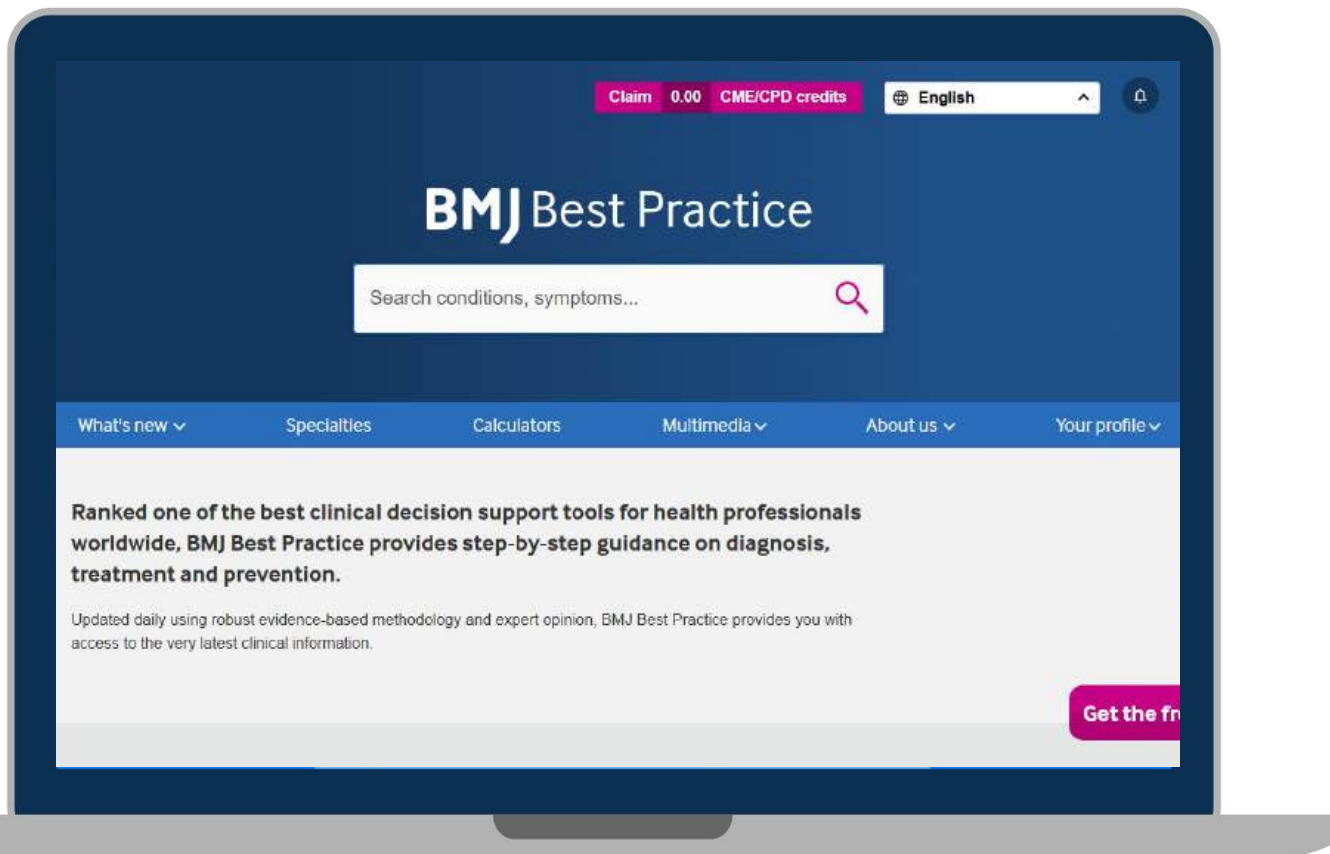 Claim 0.00 CME/CPD credits English
BMJ Best Practice
Search conditions, symptoms...
What's new Specialties Calculators Multimedia About us Your profile
Ranked one of the best clinical decision support tools for health professionals
worldwide, BMJ Best Practice provides step-by-step guidance on diagnosis,
treatment and prevention.
Updated daily using robust evidence-based methodology and expert opinion, BMJ Best Practice provides you with
access to the very latest clinical information.
Get the fr